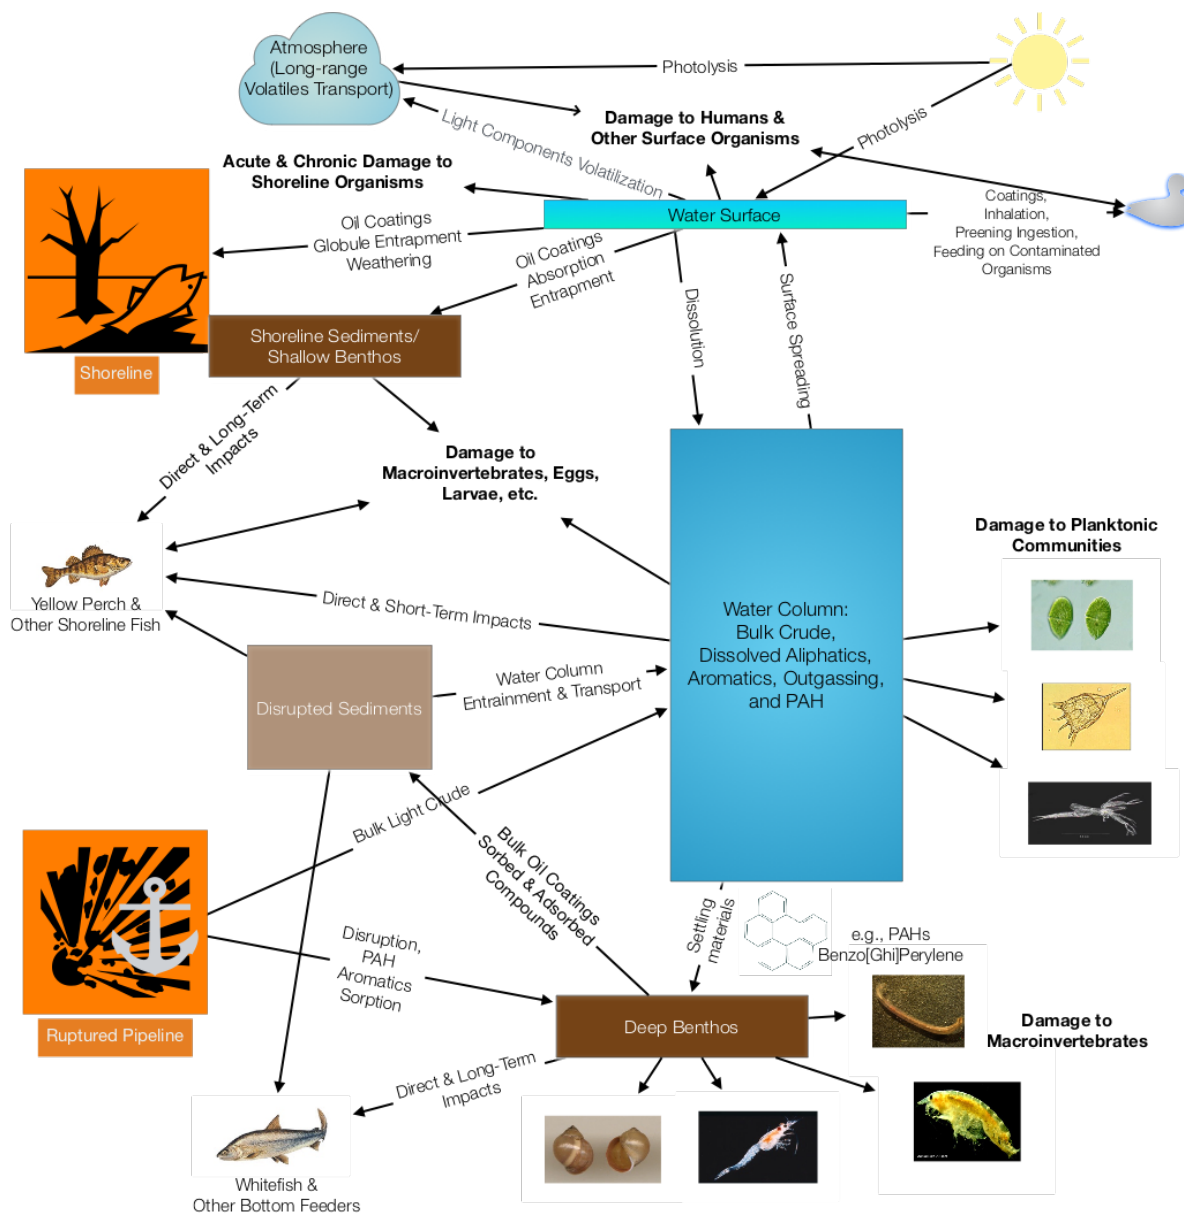 Atmosphere
(Long-range
Volatiles Transport)
Photolysis
Photolysis
Light Components Volatilization
Damage to Humans &
Other Surface Organisms
Acute & Chronic Damage to
Shoreline Organisms
Water Surface
Coatings,
Inhalation,
Preening Ingestion,
Feeding on Contaminated
Organisms
Oil Coatings
Globule Entrapment
Weathering
Oil Coatings
Absorption
Entrapment
Dissolution
Surface Spreading
Shoreline Sediments/
Shallow Benthos
Shoreline
Direct & Long-Term
Impacts
Damage to
Macroinvertebrates, Eggs,
Larvae, etc.
Damage to Planktonic
Communities
Yellow Perch &
Other Shoreline Fish
Direct & Short-Term Impacts
Water Column:
Bulk Crude,
Dissolved Aliphatics,
Aromatics, Outgassing,
and PAH
Disrupted Sediments
Water Column
Entrainment & Transport
Bulk Light Crude
Bulk Oil Coatings
Sorbed & Adsorbed
Compounds
Settling
materials
e.g., PAHs
Benzo[Ghi]Perylene
Disruption,
PAH
Aromatics
Sorption
Ruptured Pipeline
Deep Benthos
Damage to
Macroinvertebrates
Direct & Long-Term
Impacts
Whitefish &
Other Bottom Feeders